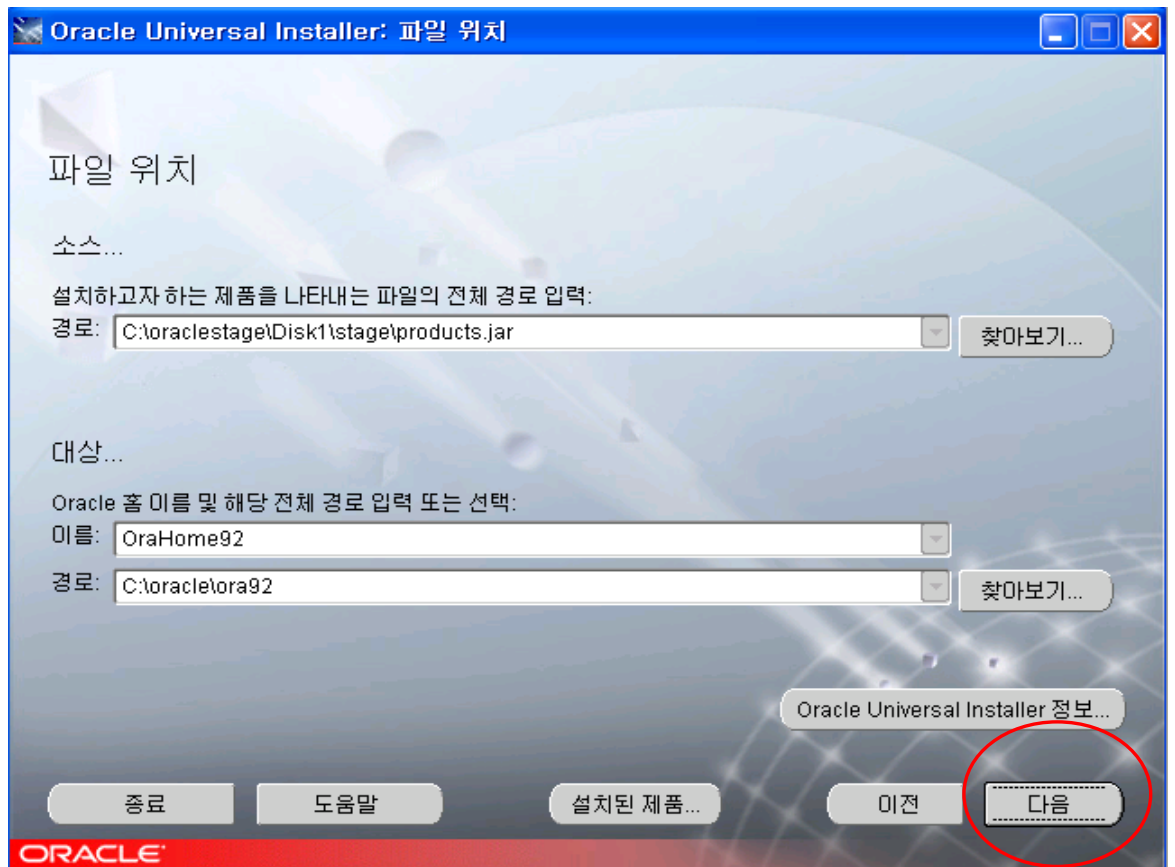 Oracle Universal Installer: 파일 위치
파일 위치
소스...
설치하고자 하는 제품을 나타내는 파일의 전체 경로 입력:
경로: C:\oraclestage\Disk1\stage\products.jar 찾아보기...
대상...
Oracle 홈 이름 및 해당 전체 경로 입력 또는 선택:
이름: OraHome92
경로: C:\oracle\ora92 찾아보기...
Oracle Universal Installer 정보...
종료 도움말 설치된 제품... 이전 다음
ORACLE